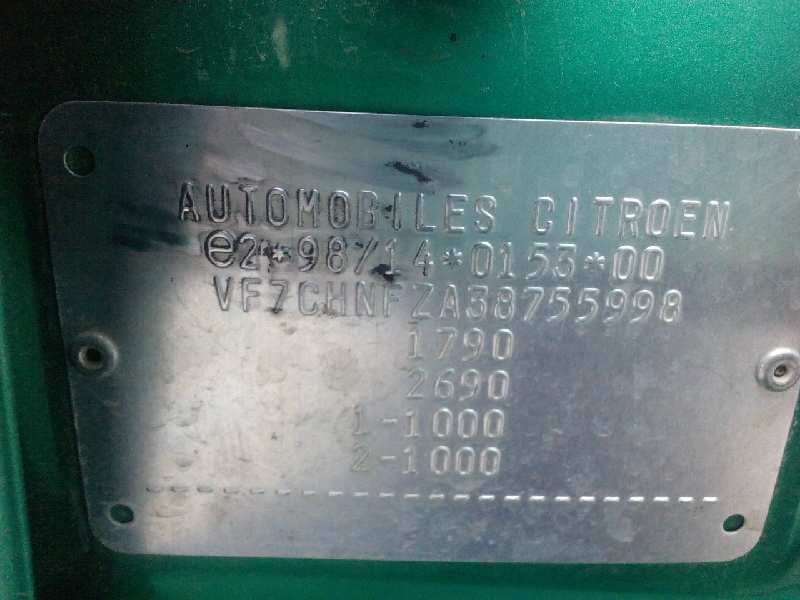 AUTOMOBILES CITROEN
e2*98/14*0153*00
VF7CHNFZA38755998
1790
2690
1-1000
2-1000